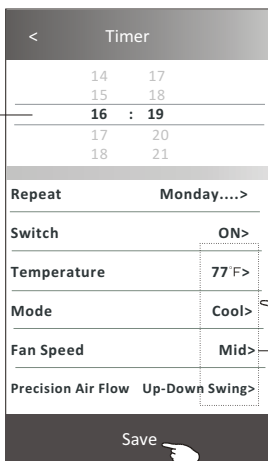 < Timer
14 17
15 18
16 : 19
17 20
18 21
Repeat Monday....>
Switch ON>
Temperature 77°F>
Mode Cool>
Fan Speed Mid>
Precision Air Flow Up-Down Swing>
Save